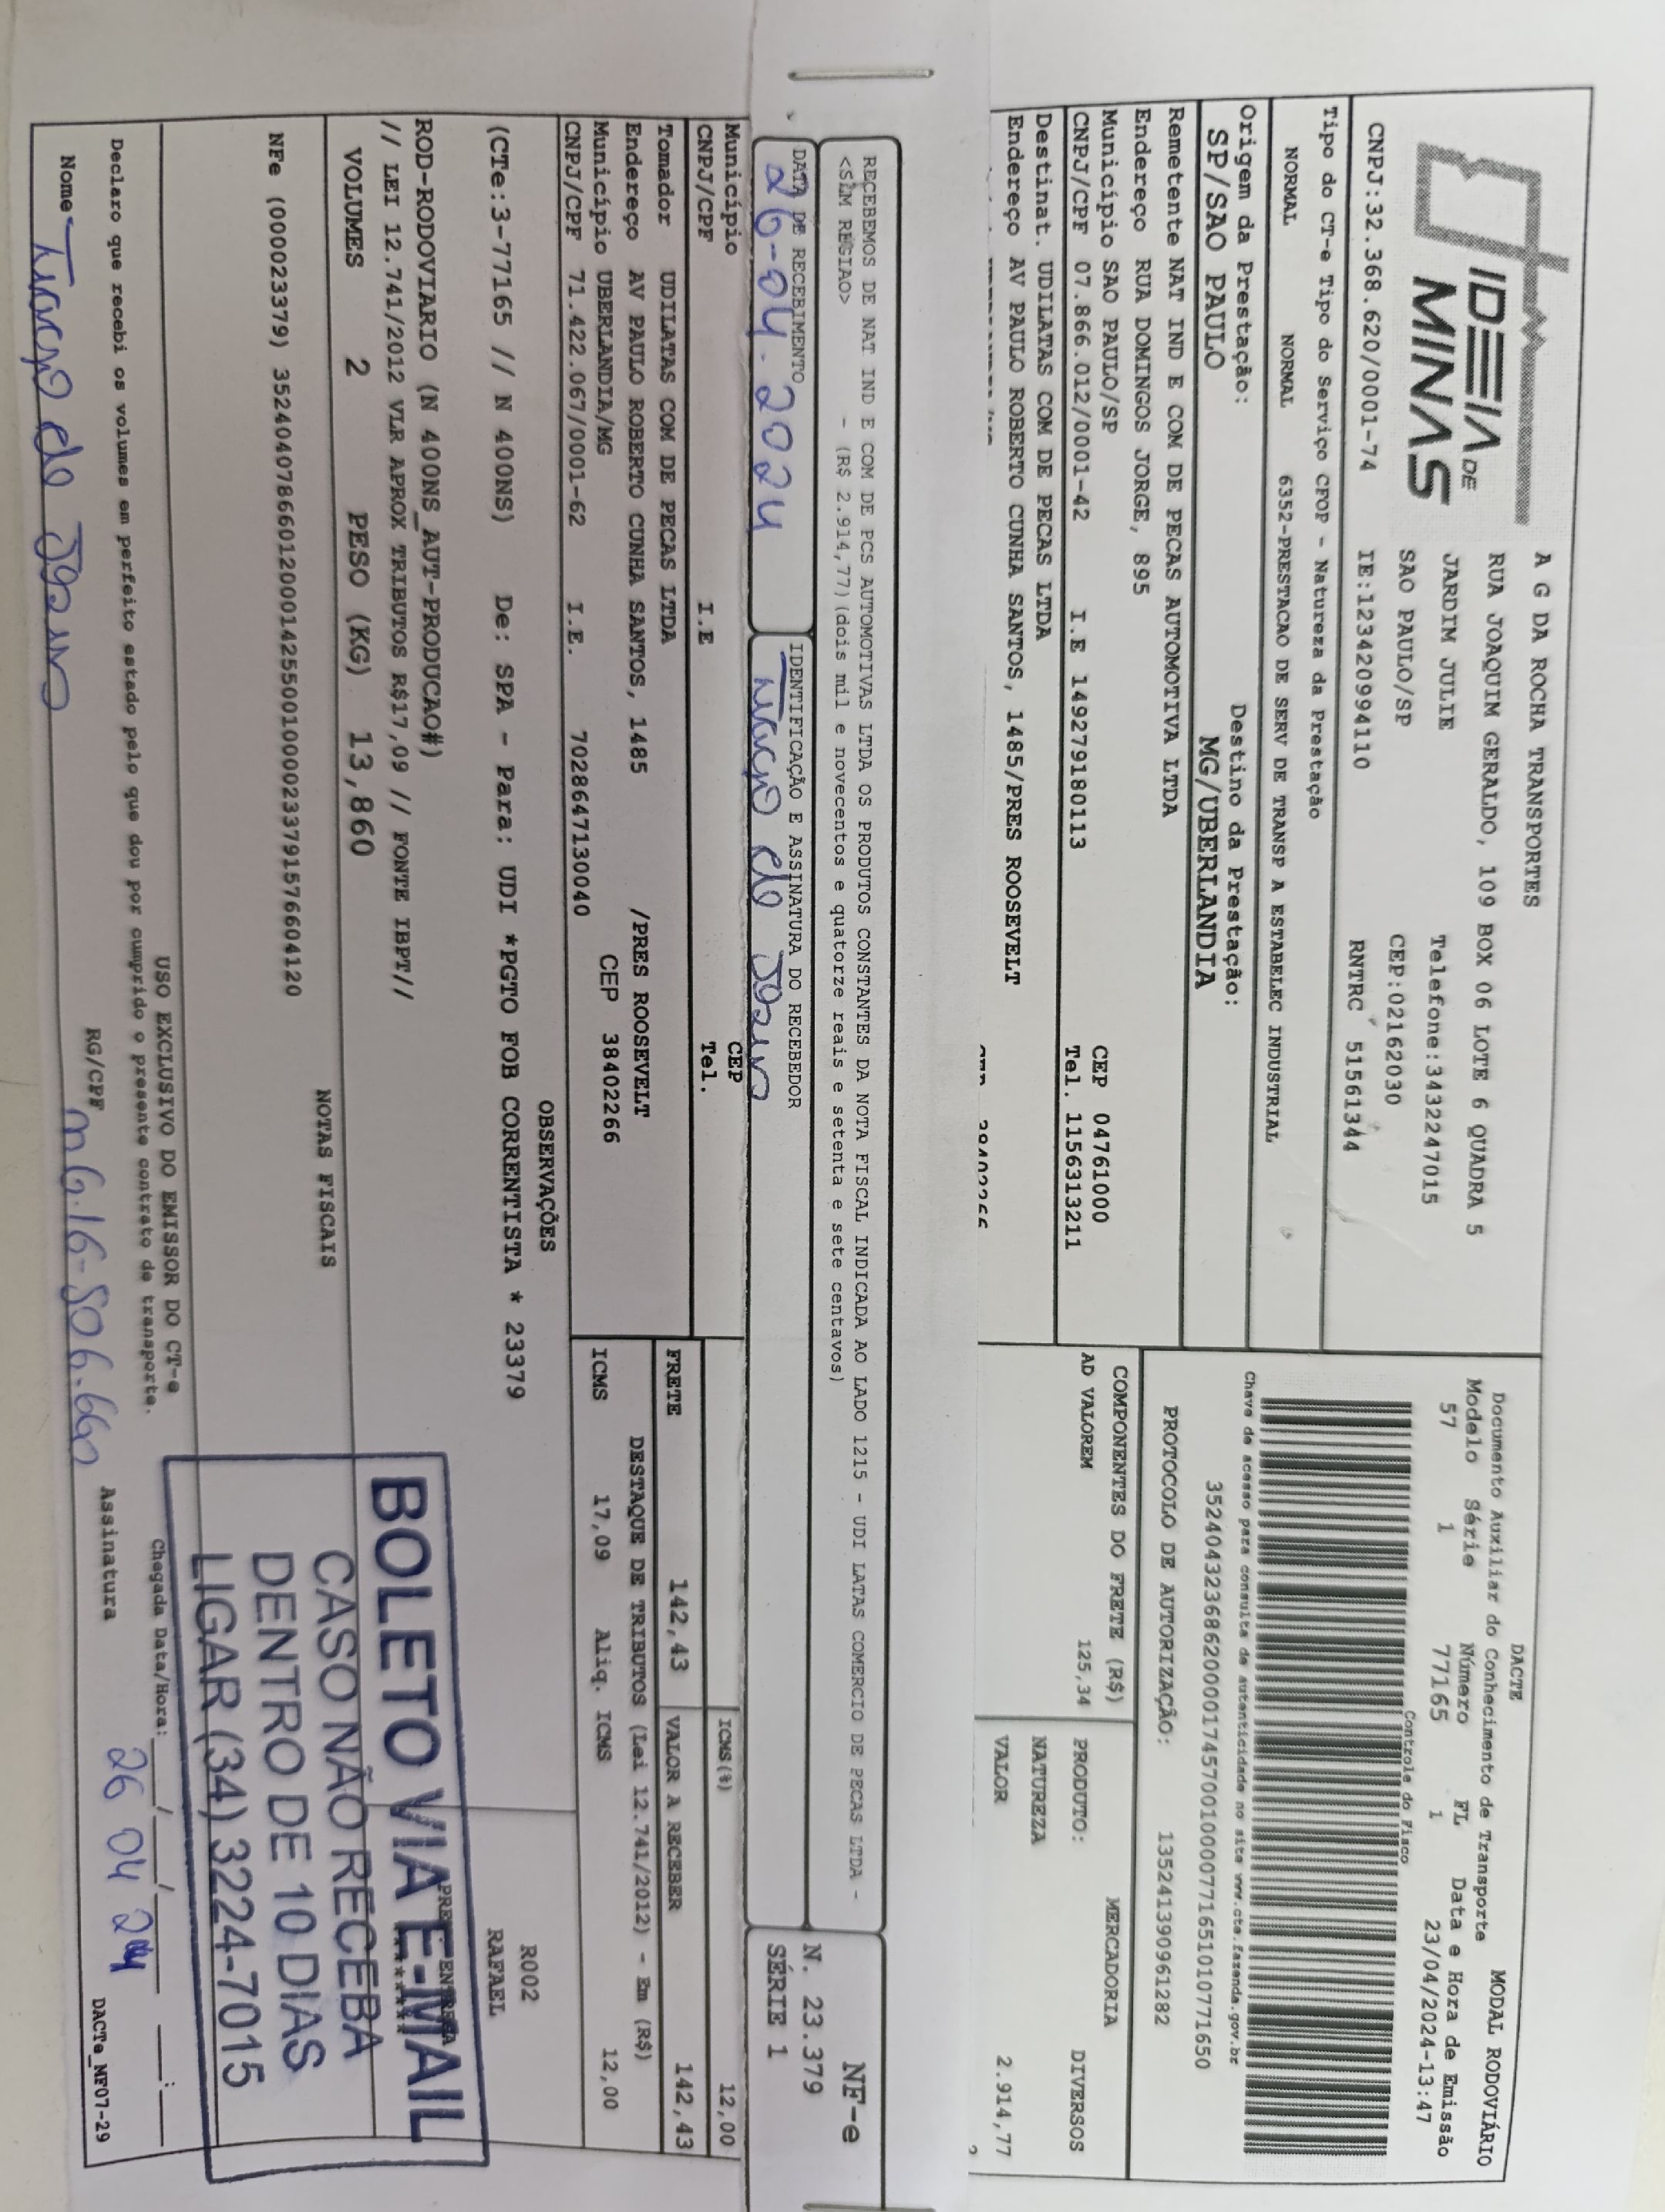 IDEIA DE
MINAS
A G DA ROCHA TRANSPORTES
RUA JOAQUIM GERALDO, 109 BOX 06 LOTE 6 QUADRA 5
JARDIM JULIE Telefone:3432247015
SAO PAULO/SP CEP:02162030
CNPJ:32.368.620/0001-74 IE:123420994110 RNTRC 51561344
DACTE MODAL RODOVIÁRIO
Documento Auxiliar do Conhecimento de Transporte
Modelo Série Número FL Data e Hora de Emissão
57 1 77165 1 23/04/2024-13:47
Controle do Fisco
Tipo do CT-e Tipo do Serviço CFOP - Natureza da Prestação
NORMAL NORMAL 6352-PRESTACAO DE SERV DE TRANSP A ESTABELEC INDUSTRIAL
Chave de acesso para consulta de autenticidade no site www.cte.fazenda.gov.br
35240432368620000174570010000771651010771650
Origem da Prestação: Destino da Prestação:
SP/SAO PAULO MG/UBERLANDIA
PROTOCOLO DE AUTORIZAÇÃO: 135241390961282
Remetente NAT IND E COM DE PECAS AUTOMOTIVA LTDA
Endereço RUA DOMINGOS JORGE, 895
Município SAO PAULO/SP CEP 04761000
CNPJ/CPF 07.866.012/0001-42 I.E 149279180113 Tel. 1156313211
COMPONENTES DO FRETE (R$) MERCADORIA
AD VALOREM 125,34 PRODUTO: DIVERSOS
Destinat. UDILATAS COM DE PECAS LTDA
Endereço AV PAULO ROBERTO CUNHA SANTOS, 1485/PRES ROOSEVELT
NATUREZA
VALOR 2.914,77
RECEBEMOS DE NAT IND E COM DE PCS AUTOMOTIVAS LTDA OS PRODUTOS CONSTANTES DA NOTA FISCAL INDICADA AO LADO 1215 - UDI LATAS COMERCIO DE PECAS LTDA -
<SEM REGIAO> - (R$ 2.914,77)(dois mil e novecentos e quatorze reais e setenta e sete centavos)
NF-e
N. 23.379
SÉRIE 1
DATA DE RECEBIMENTO IDENTIFICAÇÃO E ASSINATURA DO RECEBEDOR
26-04-2024
Município CEP
CNPJ/CPF I.E Tel.
ICMS(%) 12,00
Tomador UDILATAS COM DE PECAS LTDA
Endereço AV PAULO ROBERTO CUNHA SANTOS, 1485 /PRES ROOSEVELT
Município UBERLANDIA/MG CEP 38402266
CNPJ/CPF 71.422.067/0001-62 I.E. 7028647130040
FRETE 142,43 VALOR A RECEBER 142,43
DESTAQUE DE TRIBUTOS (Lei 12.741/2012) - Em (R$)
ICMS 17,09 Aliq. ICMS 12,00
OBSERVAÇÕES
(CTe:3-77165 // N 400NS) De: SPA - Para: UDI *PGTO FOB CORRENTISTA * 23379
R002
RAFAEL
ROD-RODOVIARIO (N 400NS_AUT-PRODUCAO#)
// LEI 12.741/2012 VLR APROX TRIBUTOS R$17,09 // FONTE IBPT//
VOLUMES 2 PESO (KG) 13,860
NOTAS FISCAIS
NFe (000023379) 35240407866012000142550010000233791576604120
BOLETO VIA E-MAIL
CASO NÃO RECEBA
DENTRO DE 10 DIAS
LIGAR (34) 3224-7015
USO EXCLUSIVO DO EMISSOR DO CT-e
Declaro que recebi os volumes em perfeito estado pelo que dou por cumprido o presente contrato de transporte.
Chegada Data/Hora: 26 04 24
Nome RG/CPF MG.16-506.660 Assinatura
DACTe_MF07-29